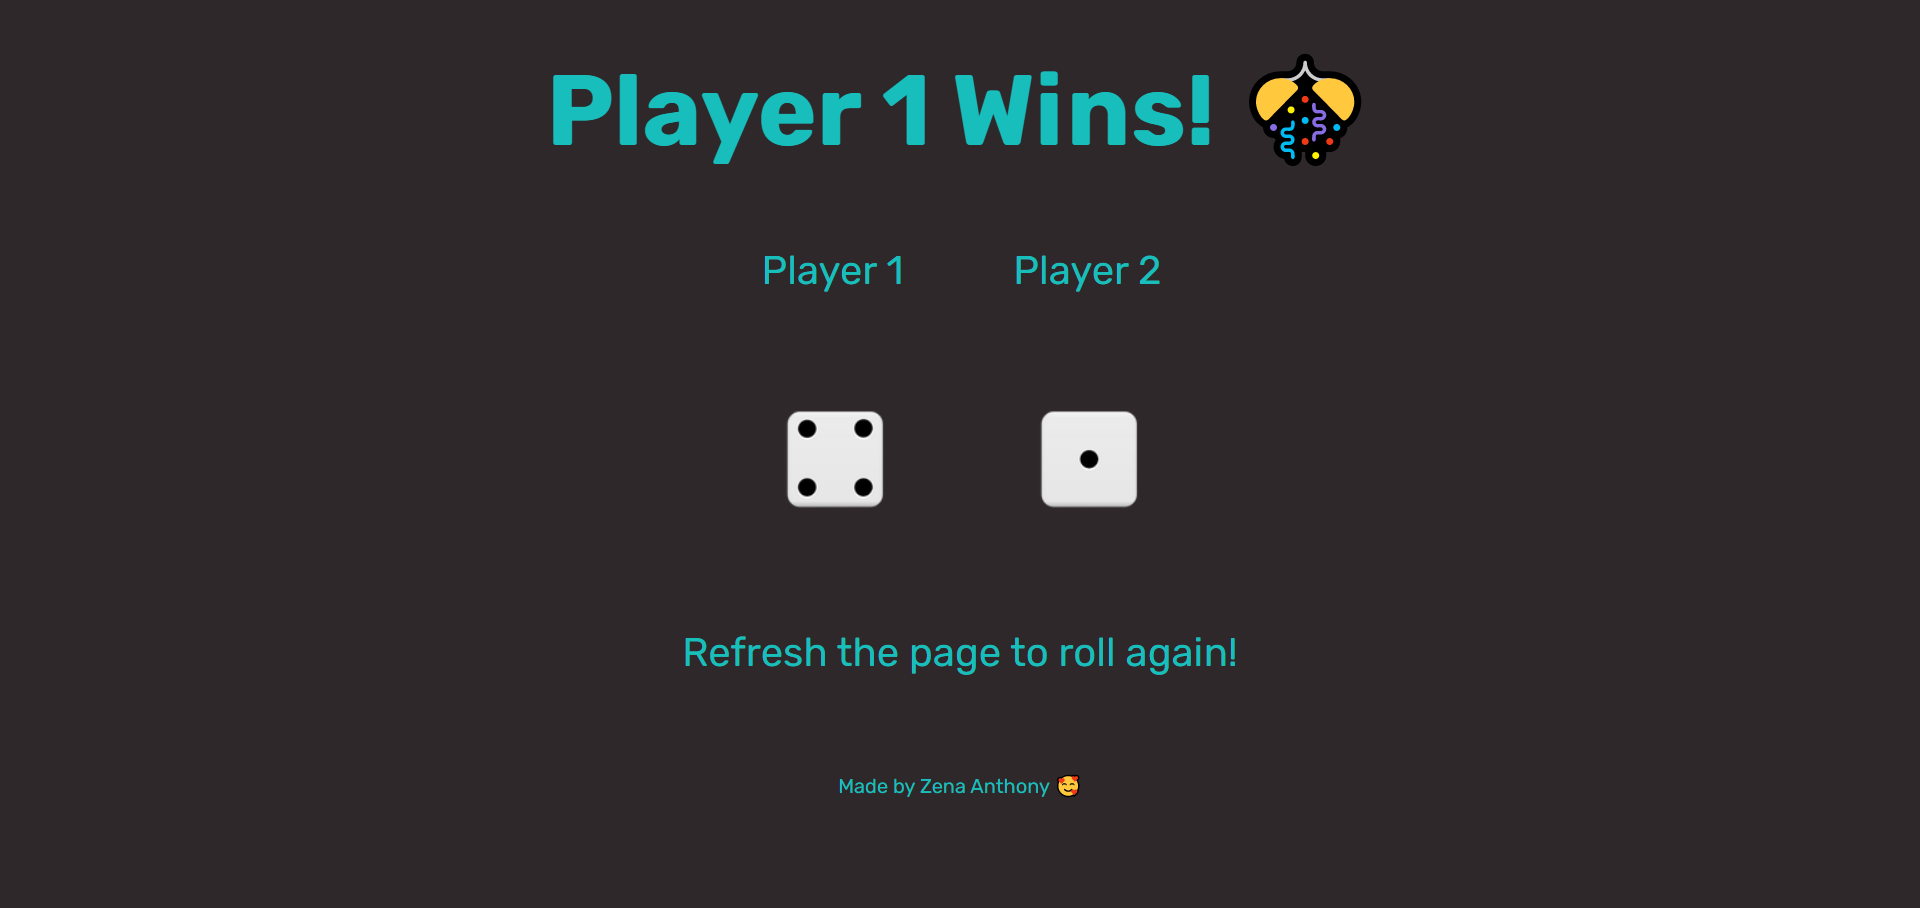 Player 1 Wins! 🎊
Player 1
Player 2
Refresh the page to roll again!
Made by Zena Anthony 🥰